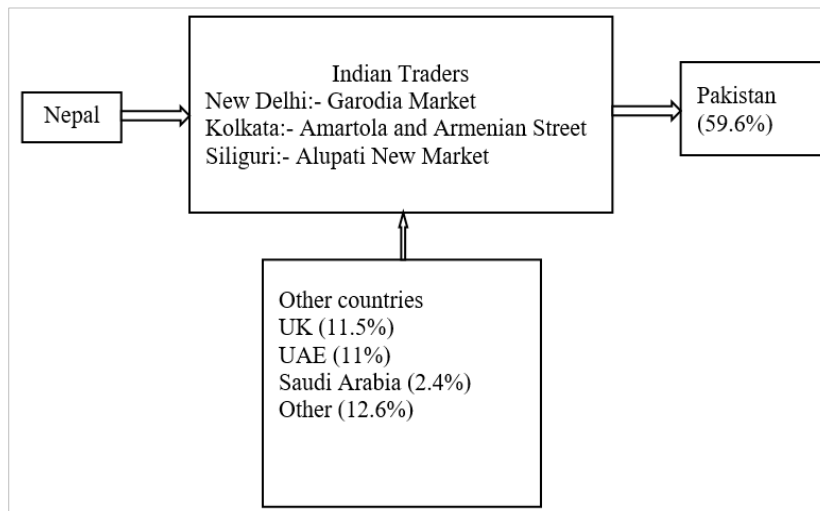 Nepal
Indian Traders
New Delhi:- Garodia Market
Kolkata:- Amartola and Armenian Street
Siliguri:- Alupati New Market
Pakistan
(59.6%)
Other countries
UK (11.5%)
UAE (11%)
Saudi Arabia (2.4%)
Other (12.6%)